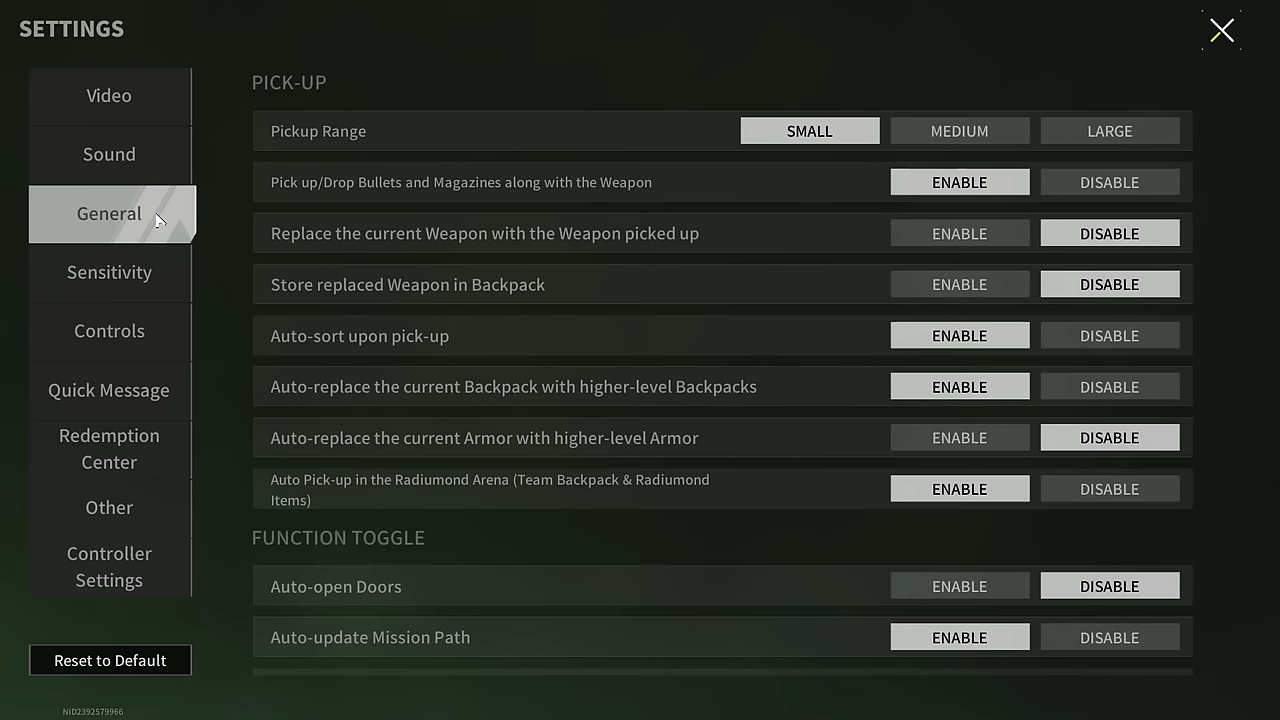 SETTINGS
Video
Sound
General
Sensitivity
Controls
Quick Message
Redemption
Center
Other
Controller
Settings
Reset to Default
NID2392579966
PICK-UP
Pickup Range SMALL MEDIUM LARGE
Pick up/Drop Bullets and Magazines along with the Weapon ENABLE DISABLE
Replace the current Weapon with the Weapon picked up ENABLE DISABLE
Store replaced Weapon in Backpack ENABLE DISABLE
Auto-sort upon pick-up ENABLE DISABLE
Auto-replace the current Backpack with higher-level Backpacks ENABLE DISABLE
Auto-replace the current Armor with higher-level Armor ENABLE DISABLE
Auto Pick-up in the Radiumond Arena (Team Backpack & Radiumond
Items) ENABLE DISABLE
FUNCTION TOGGLE
Auto-open Doors ENABLE DISABLE
Auto-update Mission Path ENABLE DISABLE